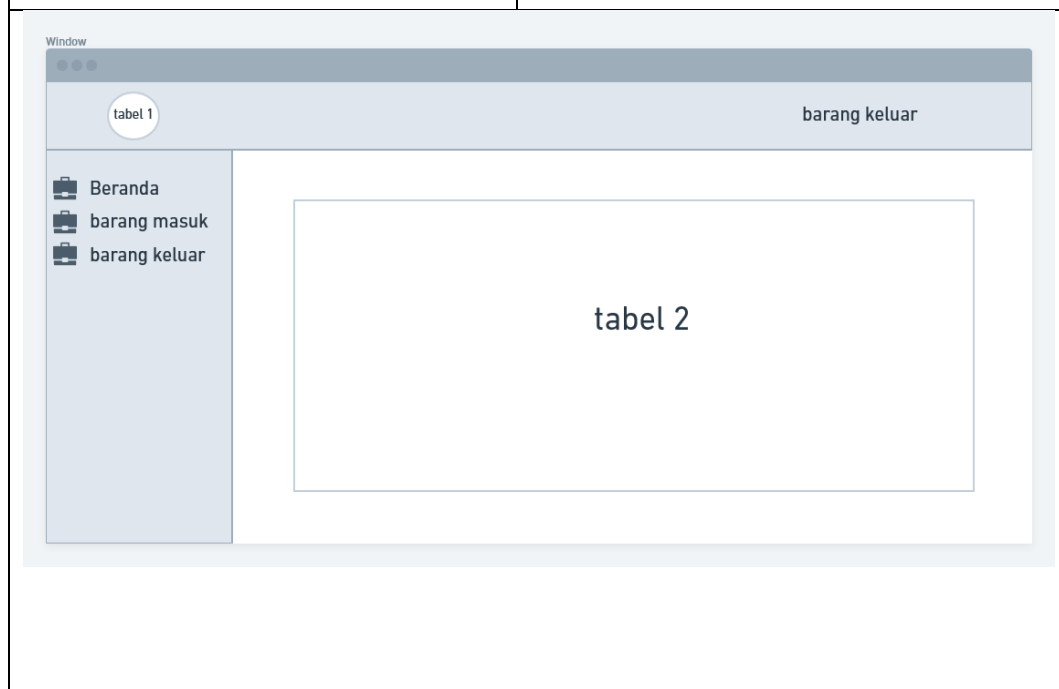 Window
tabel 1
barang keluar
Beranda
barang masuk
barang keluar
tabel 2